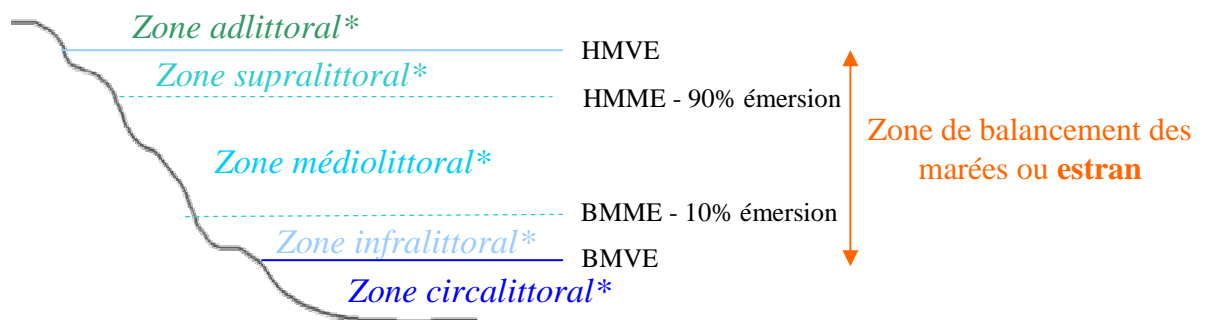 Zone adlittoral*
HMVE
Zone supralittoral*
HMME - 90% émersion
Zone de balancement des
marées ou estran
Zone médiolittoral*
BMME - 10% émersion
Zone infralittoral*
BMVE
Zone circalittoral*